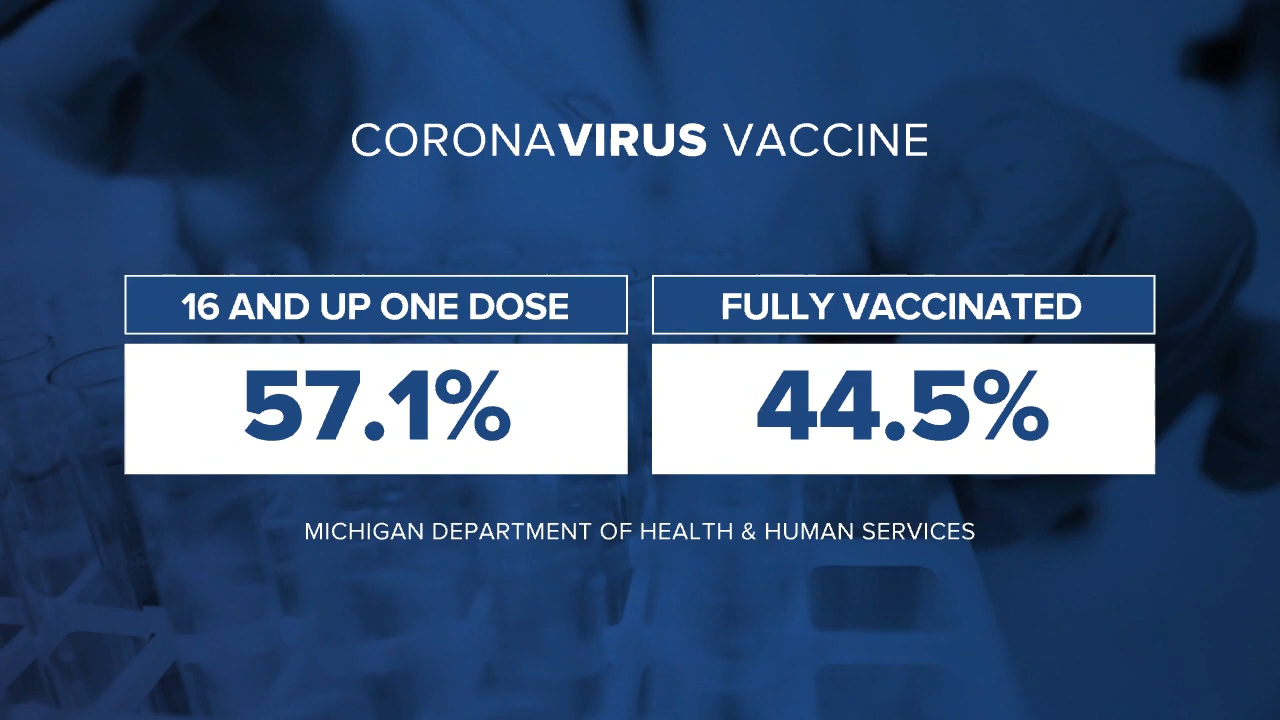 CORONAVIRUS VACCINE
16 AND UP ONE DOSE
FULLY VACCINATED
57.1%
44.5%
MICHIGAN DEPARTMENT OF HEALTH & HUMAN SERVICES